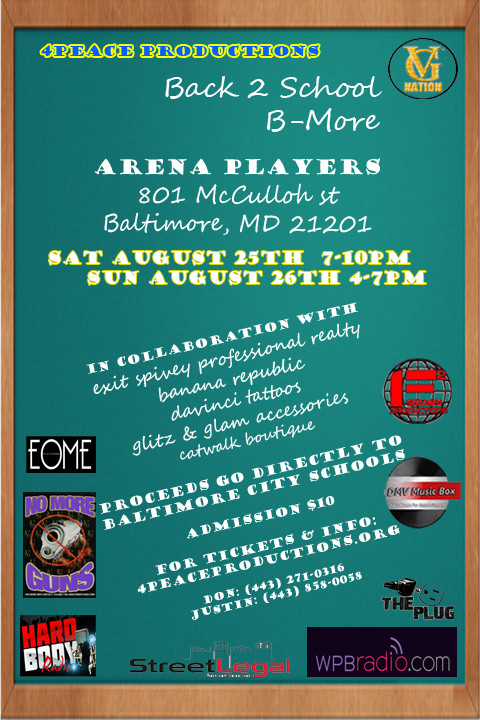 4PEACE PRODUCTIONS
VG
NATION
Back 2 School
B-More
ARENA PLAYERS
801 McCulloh st
Baltimore, MD 21201
SAT AUGUST 25TH 7-10PM
SUN AUGUST 26TH 4-7PM
IN COLLABORATION WITH
exit spivey professional realty
banana republic
davinci tattoos
glitz & glam accessories
catwalk boutique
PROCEEDS GO DIRECTLY TO
BALTIMORE CITY SCHOOLS
ADMISSION $10
FOR TICKETS & INFO:
4PEACEPRODUCTIONS.ORG
DON: (443) 271-0316
JUSTIN: (443) 858-0058
EOME
NO MORE
GUNS
DMV Music Box
THE PLUG
HARD
BODY
StreetLegal
WPBradio.com